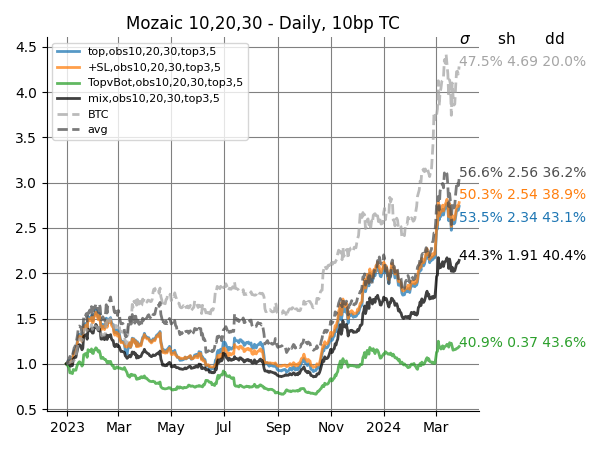 Mozaic 10,20,30 - Daily, 10bp TC
σ sh dd
top,obs10,20,30,top3,5
+SL,obs10,20,30,top3,5
TopvBot,obs10,20,30,top3,5
mix,obs10,20,30,top3,5
BTC
avg
47.5% 4.69 20.0%
56.6% 2.56 36.2%
50.3% 2.54 38.9%
53.5% 2.34 43.1%
44.3% 1.91 40.4%
40.9% 0.37 43.6%
4.5
4.0
3.5
3.0
2.5
2.0
1.5
1.0
0.5
2023 Mar May Jul Sep Nov 2024 Mar